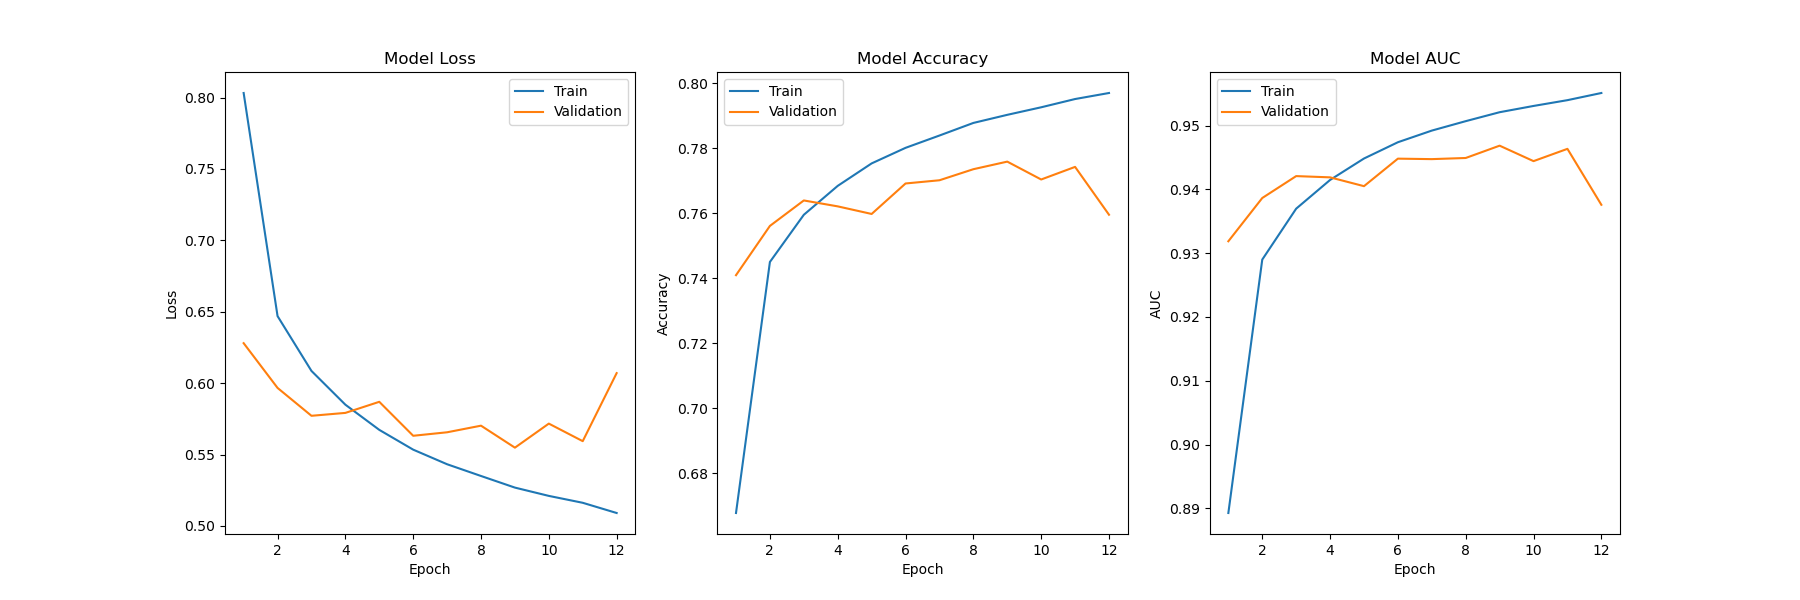 Model Loss
Train
Validation
0.80
0.75
0.70
0.65
0.60
0.55
0.50
Loss
2 4 6 8 10 12
Epoch
Model Accuracy
Train
Validation
0.80
0.78
0.76
0.74
0.72
0.70
0.68
Accuracy
2 4 6 8 10 12
Epoch
Model AUC
Train
Validation
0.95
0.94
0.93
0.92
0.91
0.90
0.89
AUC
2 4 6 8 10 12
Epoch